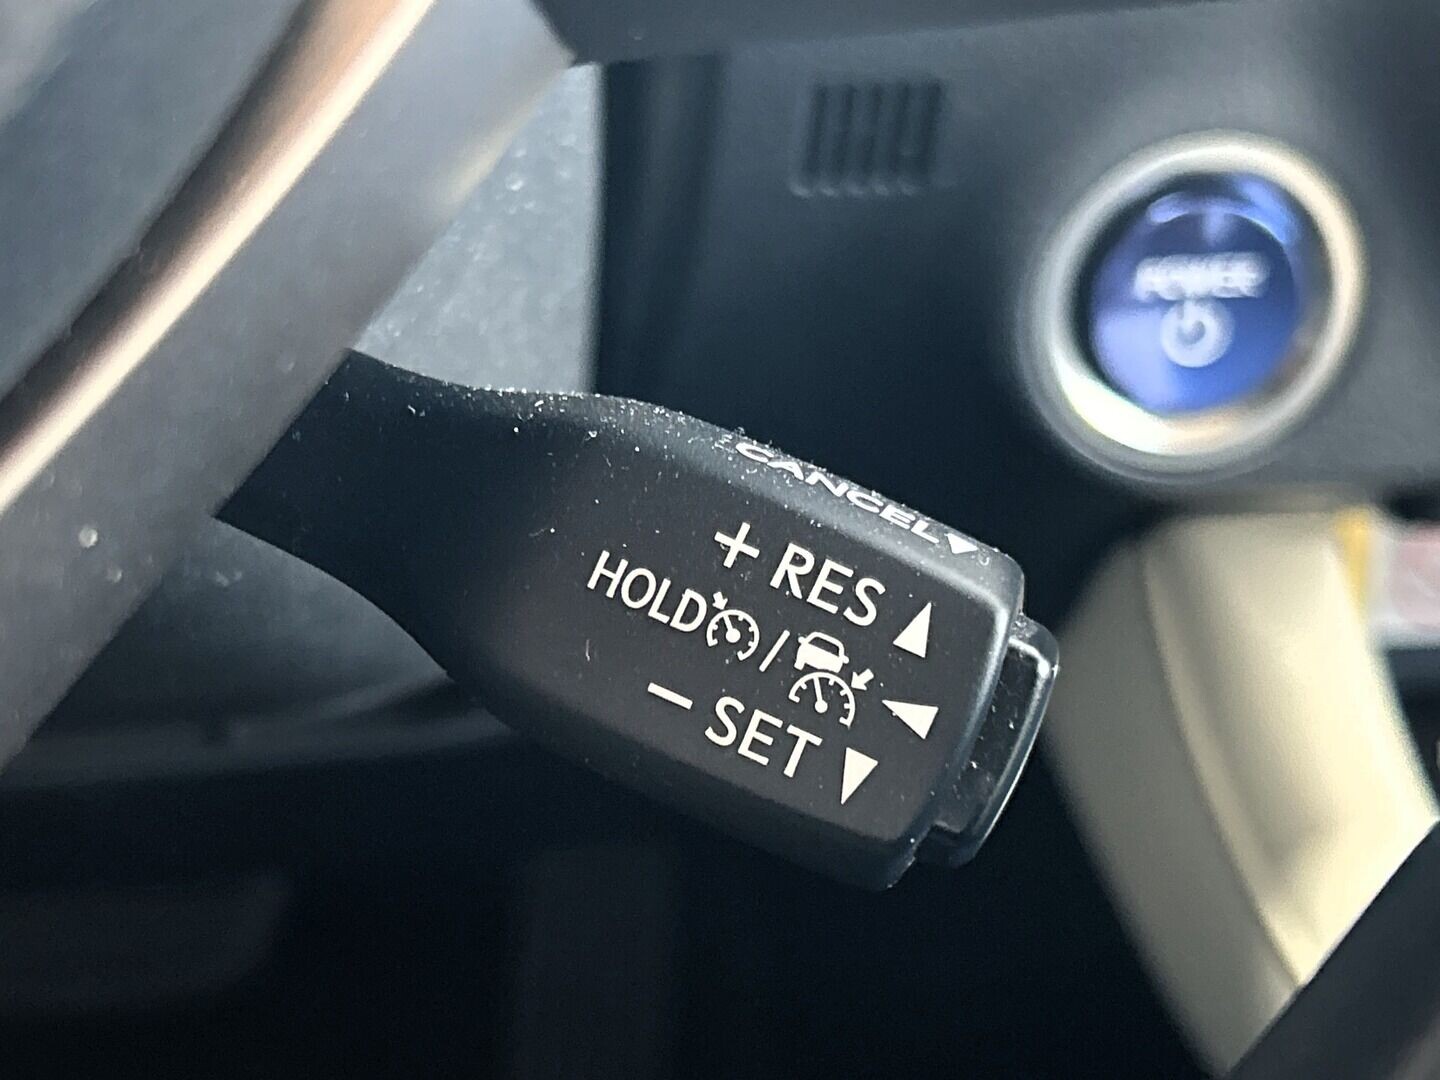 POWER
CANCEL
+ RES
HOLD /
- SET